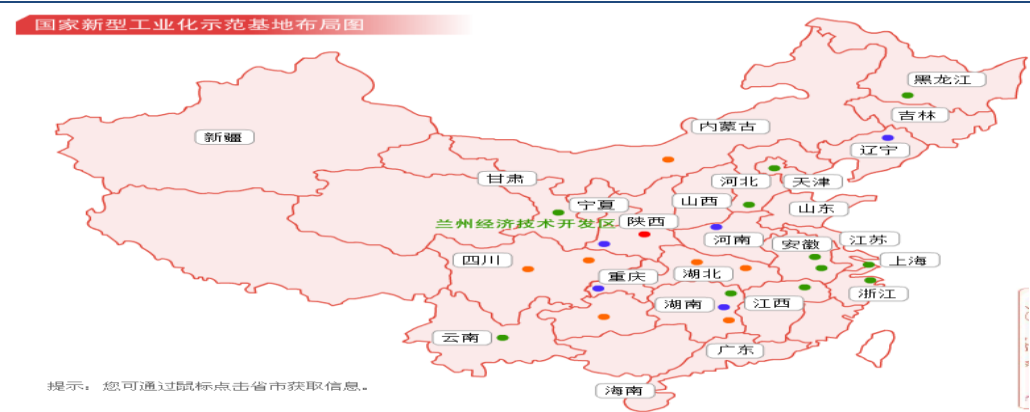 国家新型工业化示范基地布局图
黑龙江
吉林
内蒙古
新疆
辽宁
甘肃
河北
天津
宁夏
山西
山东
兰州经济技术开发区
陕西
河南
安徽
江苏
四川
上海
重庆
湖北
浙江
湖南
江西
云南
广东
提示：您可通过鼠标点击省市获取信息。
海南